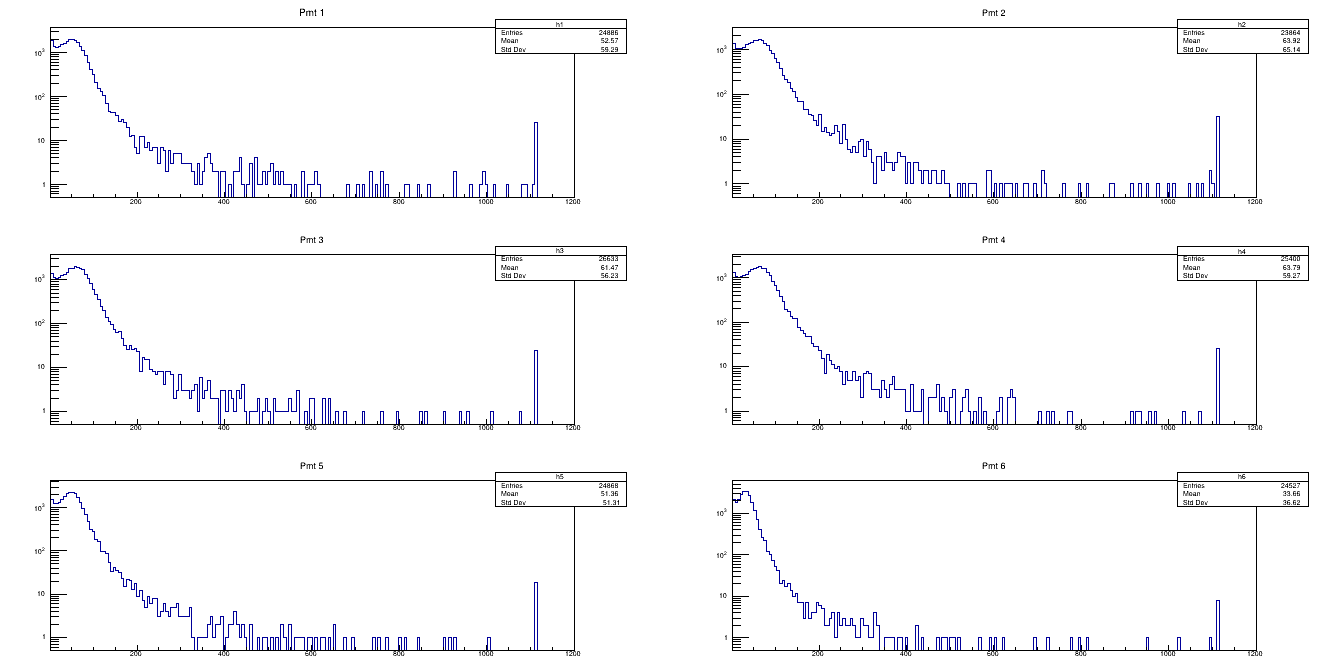 Pmt 1
h1
Entries 24886
Mean 52.57
Std Dev 59.29
10³
10²
10
1
200 400 600 800 1000 1200
Pmt 2
h2
Entries 23864
Mean 63.92
Std Dev 65.14
10³
10²
10
1
200 400 600 800 1000 1200
Pmt 3
h3
Entries 26633
Mean 61.47
Std Dev 56.23
10³
10²
10
1
200 400 600 800 1000 1200
Pmt 4
h4
Entries 25400
Mean 63.79
Std Dev 59.27
10³
10²
10
1
200 400 600 800 1000 1200
Pmt 5
h5
Entries 24868
Mean 51.36
Std Dev 51.31
10³
10²
10
1
200 400 600 800 1000 1200
Pmt 6
h6
Entries 24527
Mean 33.66
Std Dev 36.62
10³
10²
10
1
200 400 600 800 1000 1200